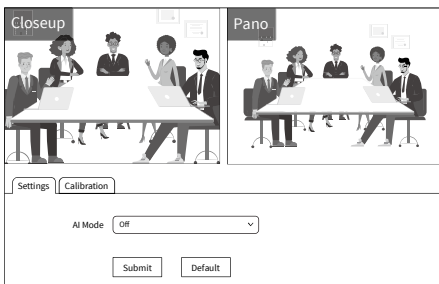 Closeup
Pano
Settings Calibration
AI Mode Off
Submit Default